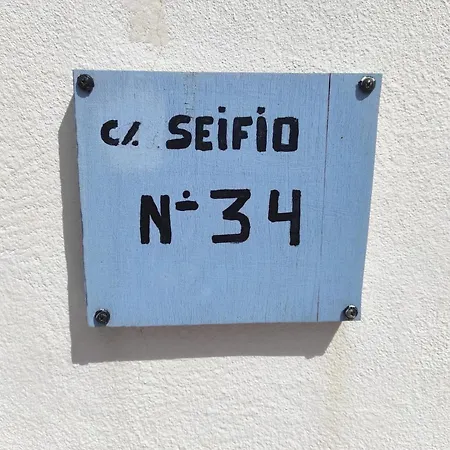 C/. SEIFIO
Nº 34